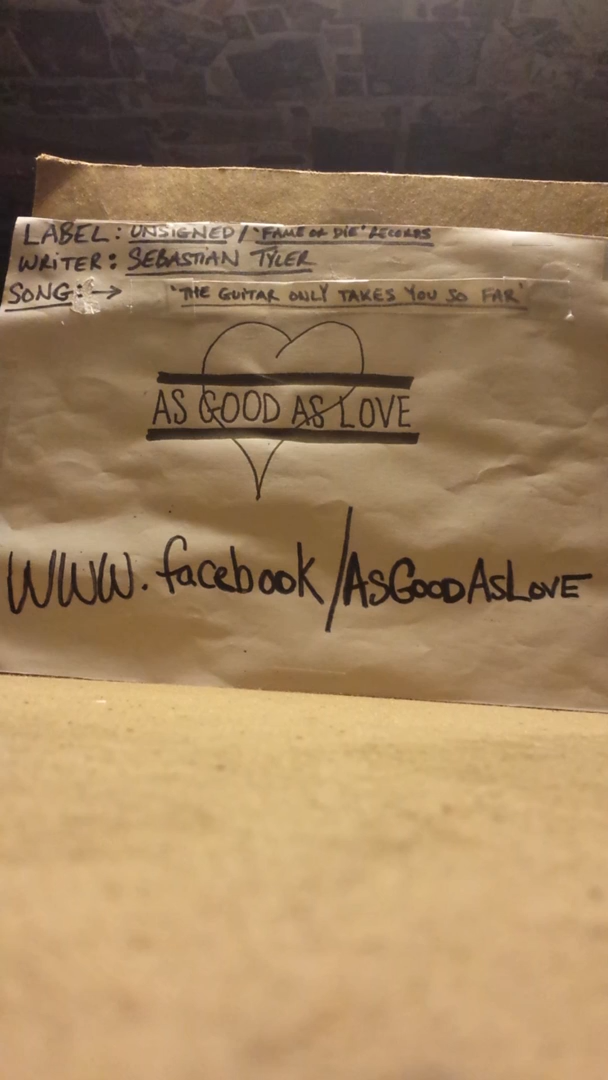 LABEL: UNSIGNED / 'FAME OR DIE' RECORDS
WRITER: SEBASTIAN TYLER
SONG: → 'THE GUITAR ONLY TAKES YOU SO FAR'
AS GOOD AS LOVE
WWW.facebook/ASGOODASLOVE